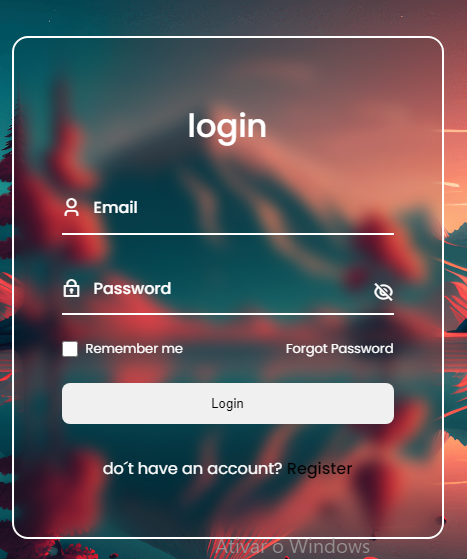 login
Email
Password
Remember me Forgot Password
Login
do´t have an account? Register
Ativar o Windows